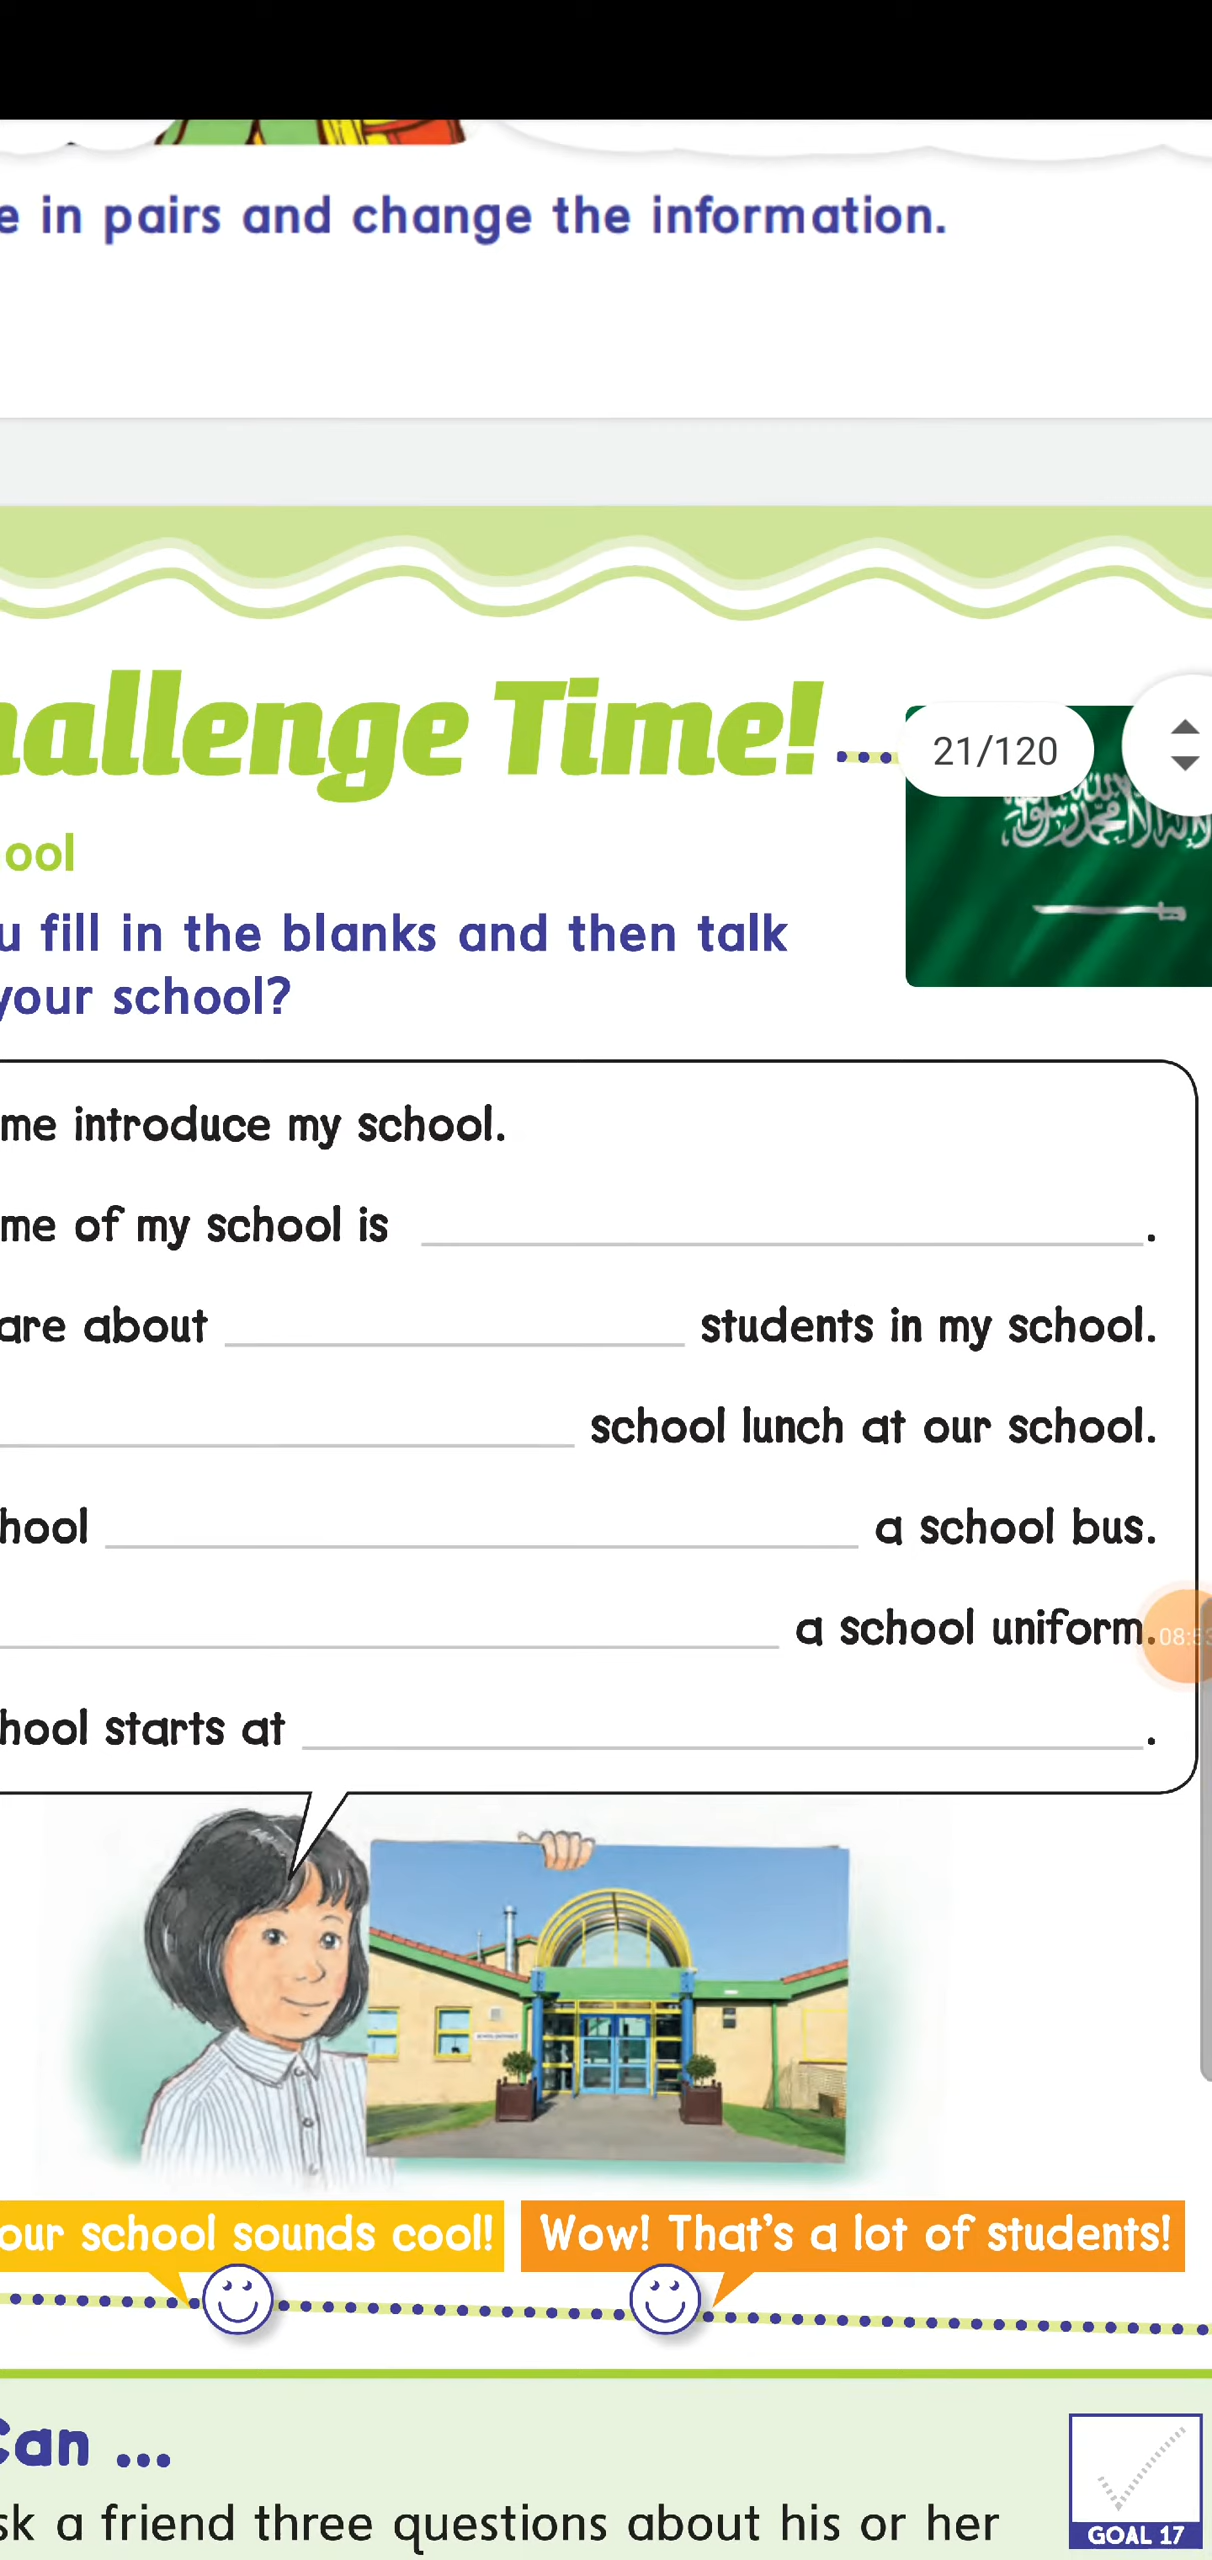 e in pairs and change the information.
hallenge Time!
21/120
ool
u fill in the blanks and then talk
your school?
me introduce my school.
me of my school is .
are about students in my school.
school lunch at our school.
hool a school bus.
a school uniform.
hool starts at .
our school sounds cool!
Wow! That's a lot of students!
Can ...
sk a friend three questions about his or her
GOAL 17